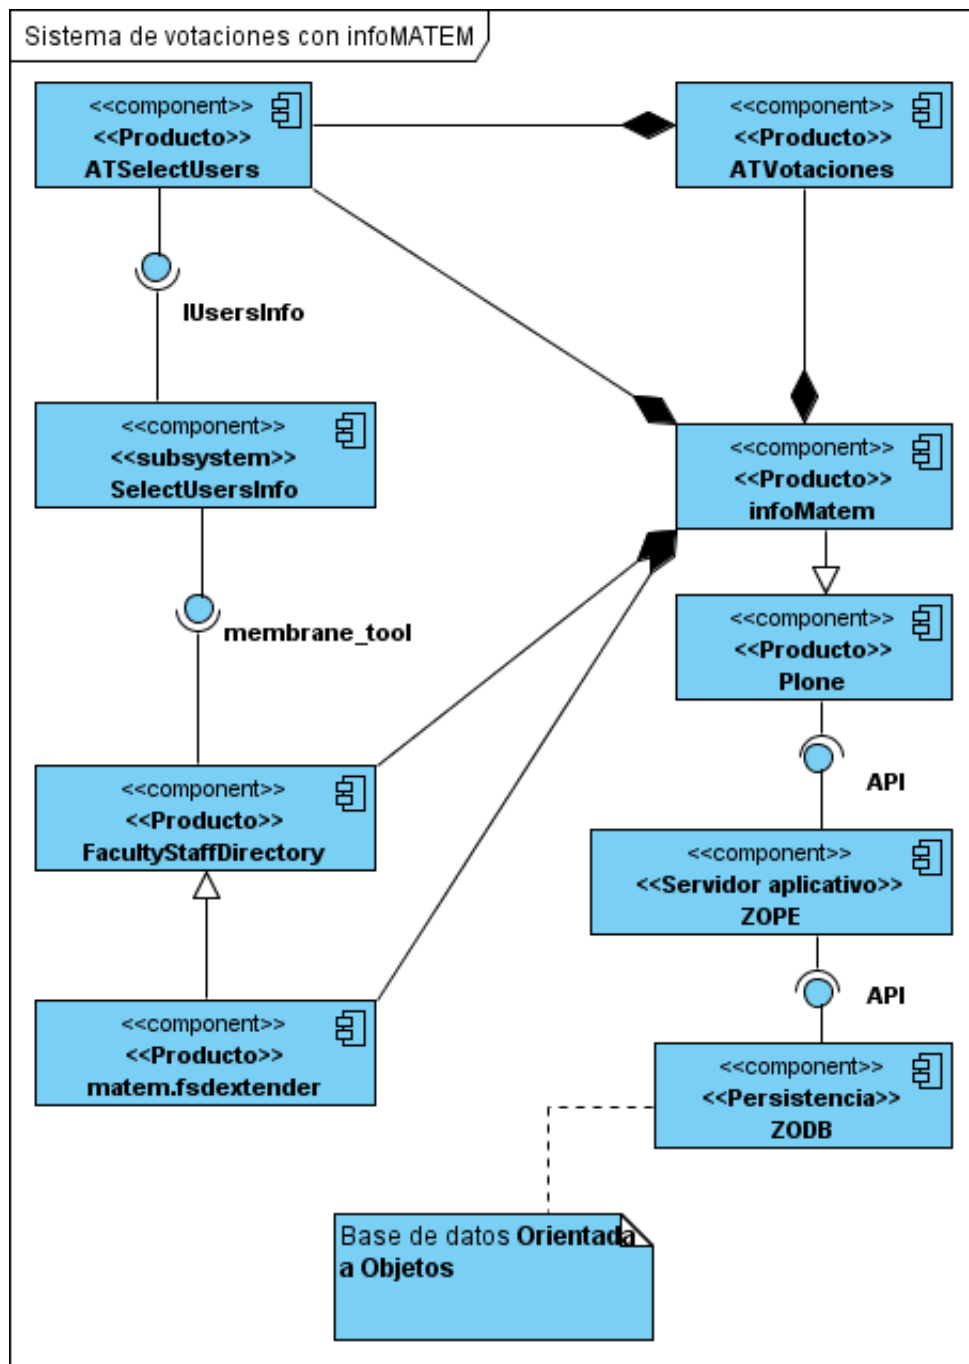 Sistema de votaciones con infoMATEM
<<component>>
<<Producto>>
ATSelectUsers
<<component>>
<<Producto>>
ATVotaciones
IUsersInfo
<<component>>
<<subsystem>>
SelectUsersInfo
<<component>>
<<Producto>>
infoMatem
membrane_tool
<<component>>
<<Producto>>
Plone
API
<<component>>
<<Producto>>
FacultyStaffDirectory
<<component>>
<<Servidor aplicativo>>
ZOPE
API
<<component>>
<<Producto>>
matem.fsdextender
<<component>>
<<Persistencia>>
ZODB
Base de datos Orientada
a Objetos